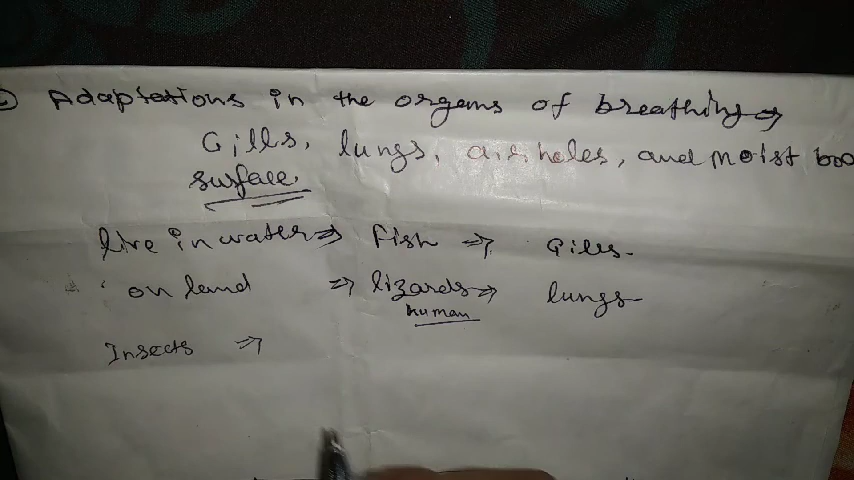 Adaptations in the organs of breathing ⇒
Gills, lungs, air holes, and moist
surface.
live in water ⇒ Fish ⇒ Gills.
" on land ⇒ lizards ⇒ lungs
human
Insects ⇒